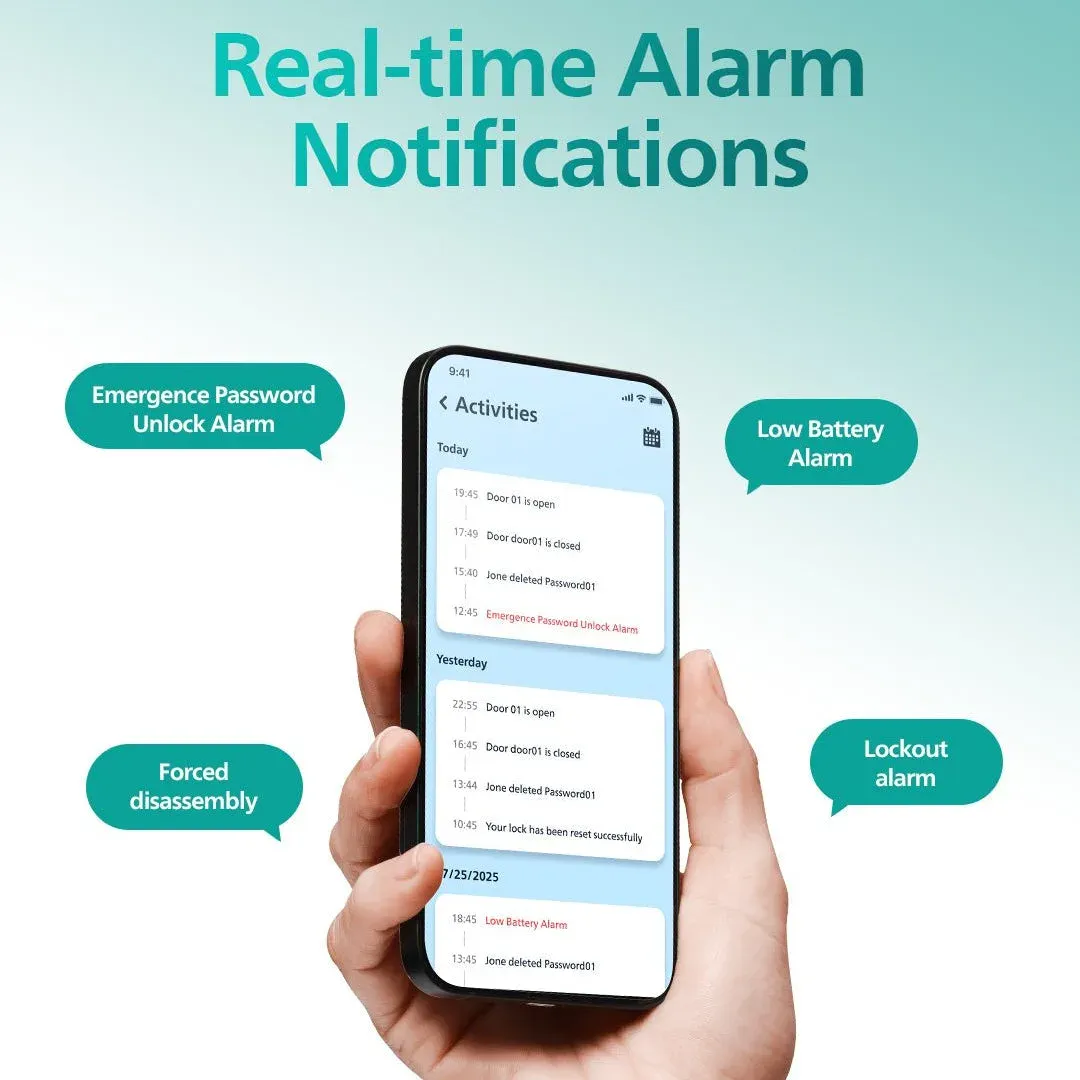 Real-time Alarm
Notifications
Emergence Password
Unlock Alarm
Low Battery
Alarm
Forced
disassembly
Lockout
alarm
9:41
Activities
Today
19:45 Door 01 is open
17:49 Door door01 is closed
15:40 Jone deleted Password01
12:45 Emergence Password Unlock Alarm
Yesterday
22:55 Door 01 is open
16:45 Door door01 is closed
13:44 Jone deleted Password01
10:45 Your lock has been reset successfully
7/25/2025
18:45 Low Battery Alarm
13:45 Jone deleted Password01